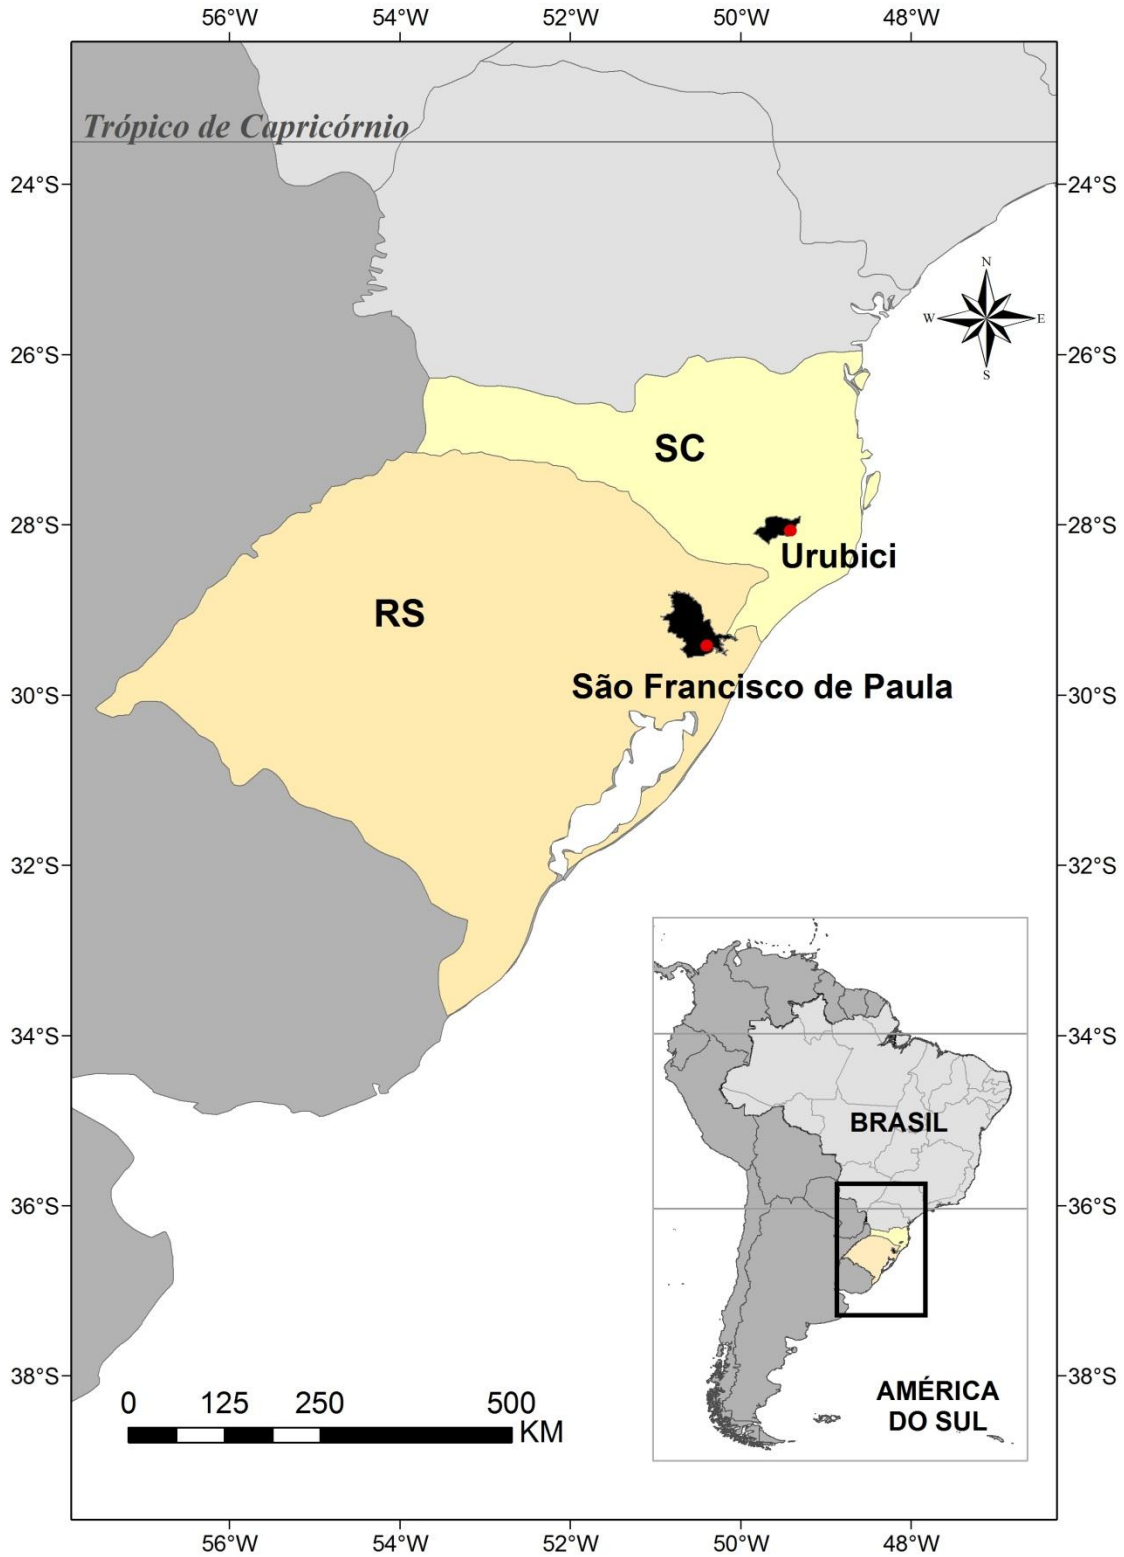 56°W 54°W 52°W 50°W 48°W
Trópico de Capricórnio
24°S 24°S
N
W E
S
26°S 26°S
SC
28°S 28°S
Urubici
RS
São Francisco de Paula
30°S 30°S
32°S 32°S
34°S 34°S
BRASIL
36°S 36°S
38°S 38°S
AMÉRICA
DO SUL
0 125 250 500
KM
56°W 54°W 52°W 50°W 48°W